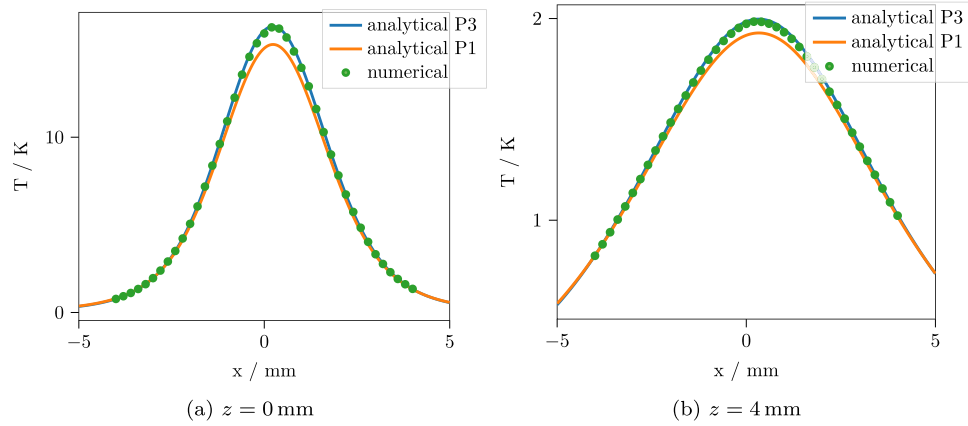 analytical P3
analytical P1
numerical
T / K
10
0
−5
0
5
x / mm
(a) z = 0 mm
analytical P3
analytical P1
numerical
T / K
2
1
−5
0
5
x / mm
(b) z = 4 mm